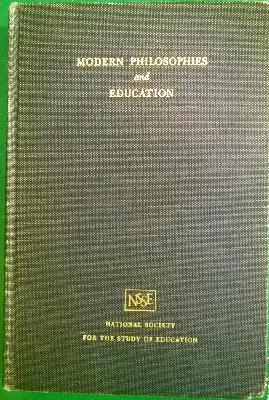 MODERN PHILOSOPHIES
and
EDUCATION
NSSE
NATIONAL SOCIETY
FOR THE STUDY OF EDUCATION